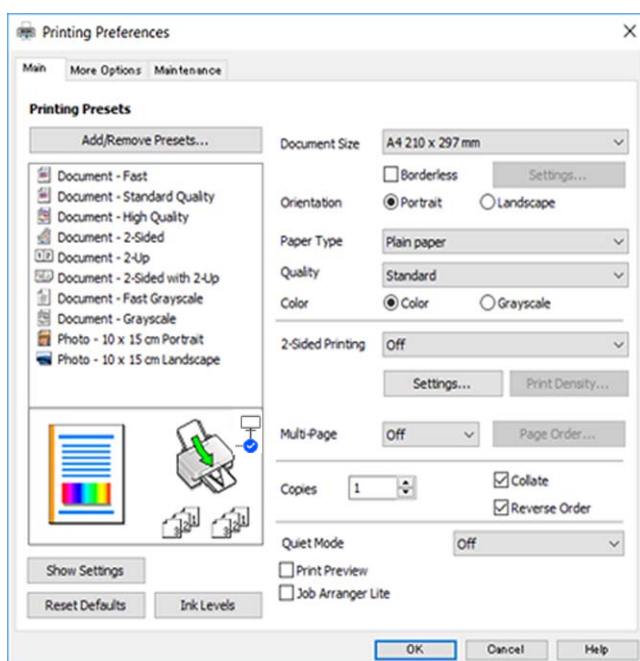 Printing Preferences
Main More Options Maintenance
Printing Presets
Add/Remove Presets...
Document - Fast
Document - Standard Quality
Document - High Quality
Document - 2-Sided
Document - 2-Up
Document - 2-Sided with 2-Up
Document - Fast Grayscale
Document - Grayscale
Photo - 10 x 15 cm Portrait
Photo - 10 x 15 cm Landscape
Show Settings
Reset Defaults Ink Levels
Document Size A4 210 x 297 mm
Borderless Settings...
Orientation Portrait Landscape
Paper Type Plain paper
Quality Standard
Color Color Grayscale
2-Sided Printing Off
Settings... Print Density...
Multi-Page Off Page Order...
Copies 1 Collate
Reverse Order
Quiet Mode Off
Print Preview
Job Arranger Lite
OK Cancel Help